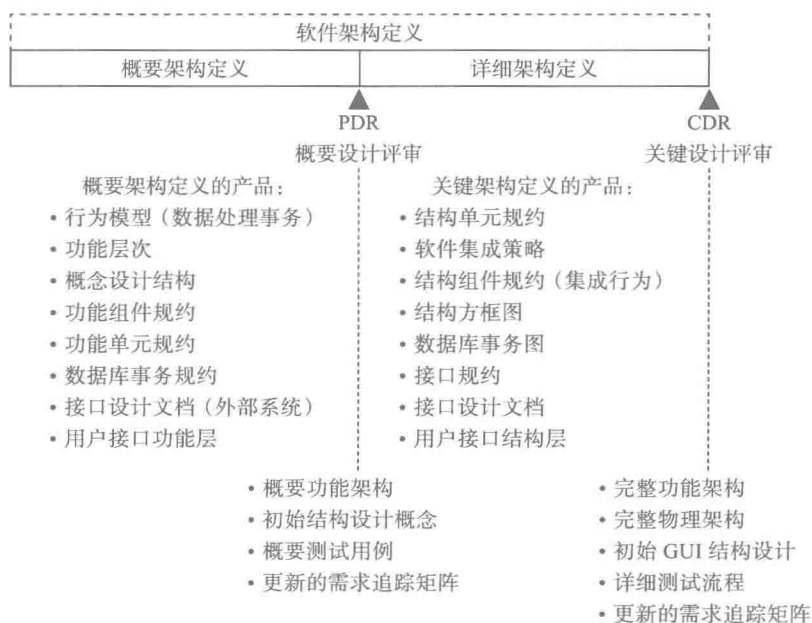 软件架构定义
概要架构定义
详细架构定义
PDR
概要设计评审
CDR
关键设计评审
概要架构定义的产品：
• 行为模型（数据处理事务）
• 功能层次
• 概念设计结构
• 功能组件规约
• 功能单元规约
• 数据库事务规约
• 接口设计文档（外部系统）
• 用户接口功能层
关键架构定义的产品：
• 结构单元规约
• 软件集成策略
• 结构组件规约（集成行为）
• 结构方框图
• 数据库事务图
• 接口规约
• 接口设计文档
• 用户接口结构层
• 概要功能架构
• 初始结构设计概念
• 概要测试用例
• 更新的需求追踪矩阵
• 完整功能架构
• 完整物理架构
• 初始 GUI 结构设计
• 详细测试流程
• 更新的需求追踪矩阵